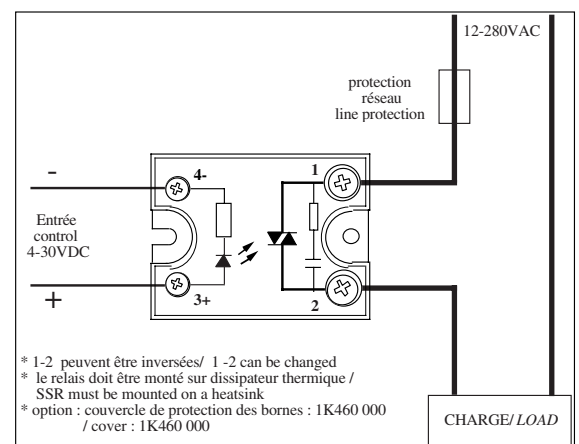 12-280VAC
protection
réseau
line protection
-
4-
1
Entrée
control
4-30VDC
+
3+
2
* 1-2 peuvent être inversées/ 1 -2 can be changed
* le relais doit être monté sur dissipateur thermique /
SSR must be mounted on a heatsink
* option : couvercle de protection des bornes : 1K460 000
/ cover : 1K460 000
CHARGE/ LOAD